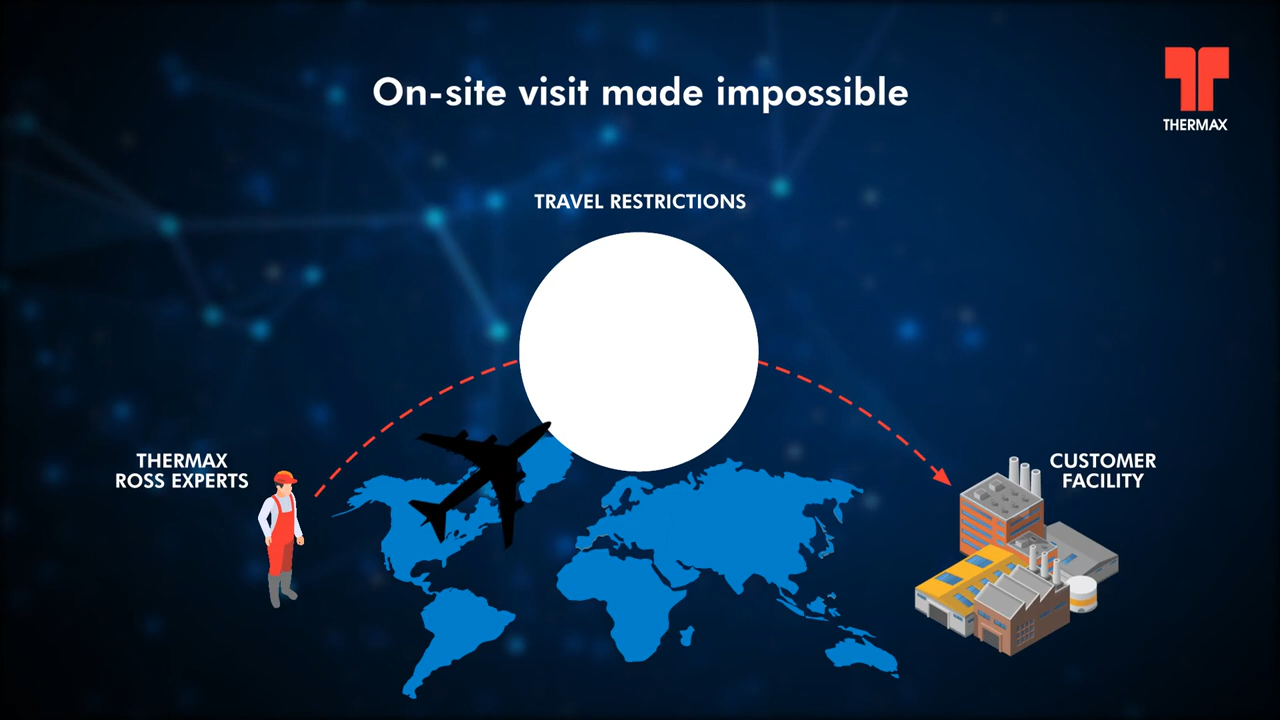 On-site visit made impossible
THERMAX
TRAVEL RESTRICTIONS
THERMAX
ROSS EXPERTS
CUSTOMER
FACILITY